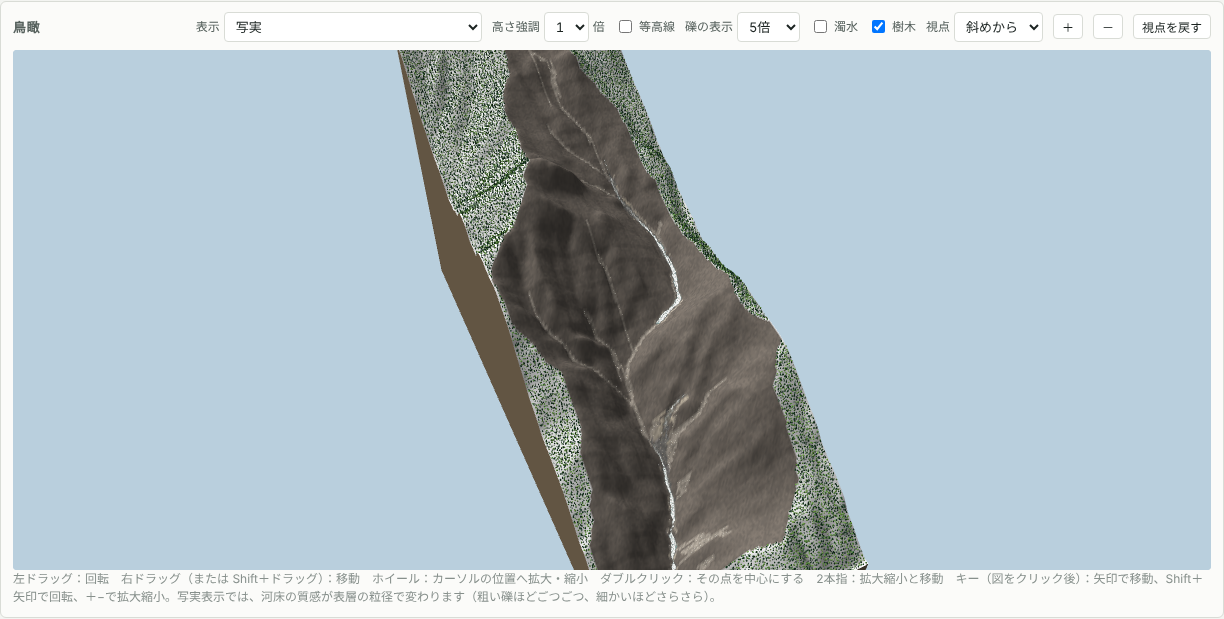 鳥瞰 表示 写実 高さ強調 1 倍 等高線 礫の表示 5倍 濁水 樹木 視点 斜めから ＋ − 視点を戻す
左ドラッグ：回転　右ドラッグ（または Shift＋ドラッグ）：移動　ホイール：カーソルの位置へ拡大・縮小　ダブルクリック：その点を中心にする　2本指：拡大縮小と移動　キー（図をクリック後）：矢印で移動、Shift＋
矢印で回転、＋−で拡大縮小。写実表示では、河床の質感が表層の粒径で変わります（粗い礫ほどごつごつ、細かいほどさらさら）。